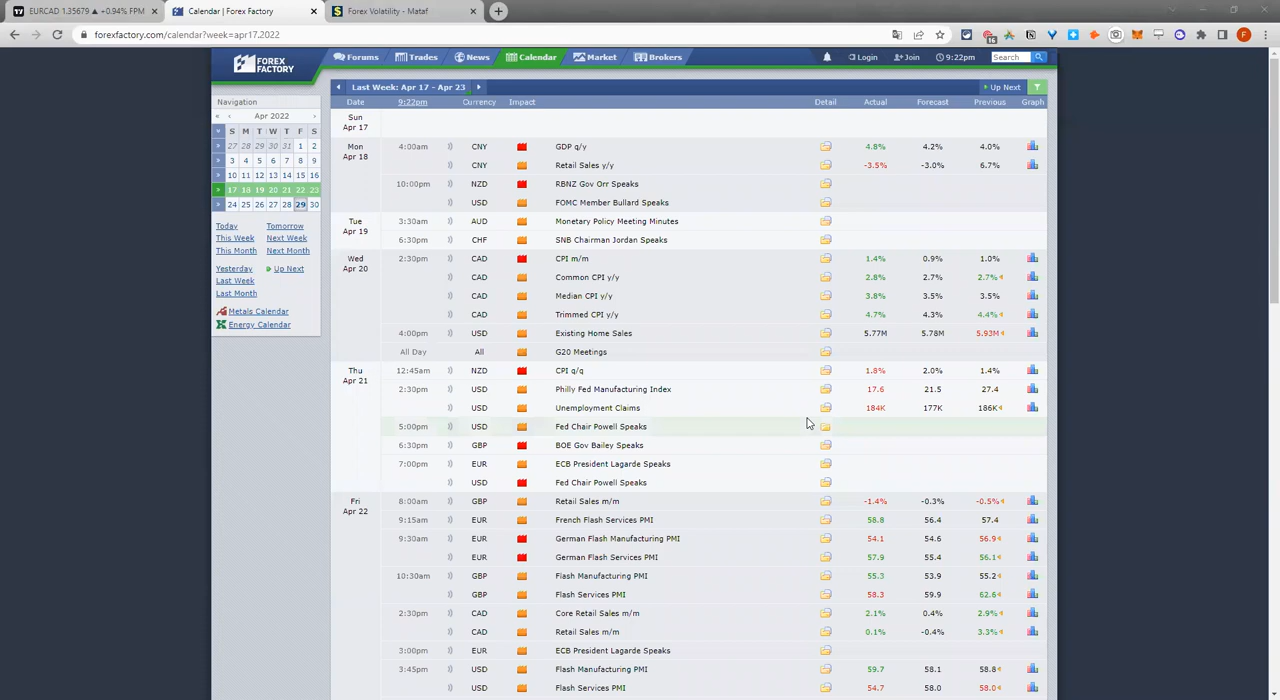 EURCAD 1.35679 ▲ +0.94% FPM
Calendar | Forex Factory
Forex Volatility - Mataf
forexfactory.com/calendar?week=apr17.2022
15
F
FOREX FACTORY
Forums Trades News Calendar Market Brokers Login Join 9:22pm Search
Navigation
Apr 2022
S M T W T F S
27 28 29 30 31 1 2
3 4 5 6 7 8 9
10 11 12 13 14 15 16
17 18 19 20 21 22 23
24 25 26 27 28 29 30
Today Tomorrow
This Week Next Week
This Month Next Month
Yesterday Up Next
Last Week
Last Month
Metals Calendar
Energy Calendar
Last Week: Apr 17 - Apr 23 Up Next
Date 9:22pm Currency Impact Detail Actual Forecast Previous Graph
Sun Apr 17
Mon Apr 18 4:00am CNY GDP q/y 4.8% 4.2% 4.0%
CNY Retail Sales y/y -3.5% -3.0% 6.7%
10:00pm NZD RBNZ Gov Orr Speaks
USD FOMC Member Bullard Speaks
Tue Apr 19 3:30am AUD Monetary Policy Meeting Minutes
6:30pm CHF SNB Chairman Jordan Speaks
Wed Apr 20 2:30pm CAD CPI m/m 1.4% 0.9% 1.0%
CAD Common CPI y/y 2.8% 2.7% 2.7%
CAD Median CPI y/y 3.8% 3.5% 3.5%
CAD Trimmed CPI y/y 4.7% 4.3% 4.4%
4:00pm USD Existing Home Sales 5.77M 5.78M 5.93M
All Day All G20 Meetings
Thu Apr 21 12:45am NZD CPI q/q 1.8% 2.0% 1.4%
2:30pm USD Philly Fed Manufacturing Index 17.6 21.5 27.4
USD Unemployment Claims 184K 177K 186K
5:00pm USD Fed Chair Powell Speaks
6:30pm GBP BOE Gov Bailey Speaks
7:00pm EUR ECB President Lagarde Speaks
USD Fed Chair Powell Speaks
Fri Apr 22 8:00am GBP Retail Sales m/m -1.4% -0.3% -0.5%
9:15am EUR French Flash Services PMI 58.8 56.4 57.4
9:30am EUR German Flash Manufacturing PMI 54.1 54.6 56.9
EUR German Flash Services PMI 57.9 55.4 56.1
10:30am GBP Flash Manufacturing PMI 55.3 53.9 55.2
GBP Flash Services PMI 58.3 59.9 62.6
2:30pm CAD Core Retail Sales m/m 2.1% 0.4% 2.9%
CAD Retail Sales m/m 0.1% -0.4% 3.3%
3:00pm EUR ECB President Lagarde Speaks
3:45pm USD Flash Manufacturing PMI 59.7 58.1 58.8
USD Flash Services PMI 54.7 58.0 58.0